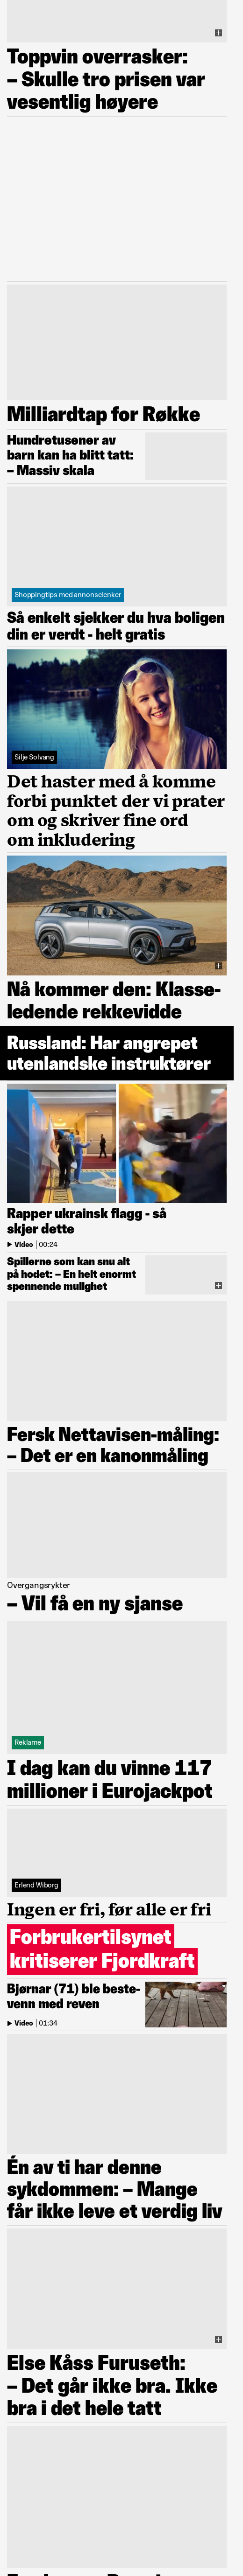 Toppvin overrasker:
– Skulle tro prisen var
vesentlig høyere
Milliardtap for Røkke
Hundretusener av
barn kan ha blitt tatt:
– Massiv skala
Shoppingtips med annonselenker
Så enkelt sjekker du hva boligen
din er verdt - helt gratis
Silje Solvang
Det haster med å komme
forbi punktet der vi prater
om og skriver fine ord
om inkludering
Nå kommer den: Klasse-
ledende rekkevidde
Russland: Har angrepet
utenlandske instruktører
Rapper ukrainsk flagg - så
skjer dette
Video | 00:24
Spillerne som kan snu alt
på hodet: – En helt enormt
spennende mulighet
Fersk Nettavisen-måling:
– Det er en kanonmåling
Overgangsrykter
– Vil få en ny sjanse
Reklame
I dag kan du vinne 117
millioner i Eurojackpot
Erlend Wiborg
Ingen er fri, før alle er fri
Forbrukertilsynet
kritiserer Fjordkraft
Bjørnar (71) ble beste-
venn med reven
Video | 01:34
Én av ti har denne
sykdommen: – Mange
får ikke leve et verdig liv
Else Kåss Furuseth:
– Det går ikke bra. Ikke
bra i det hele tatt